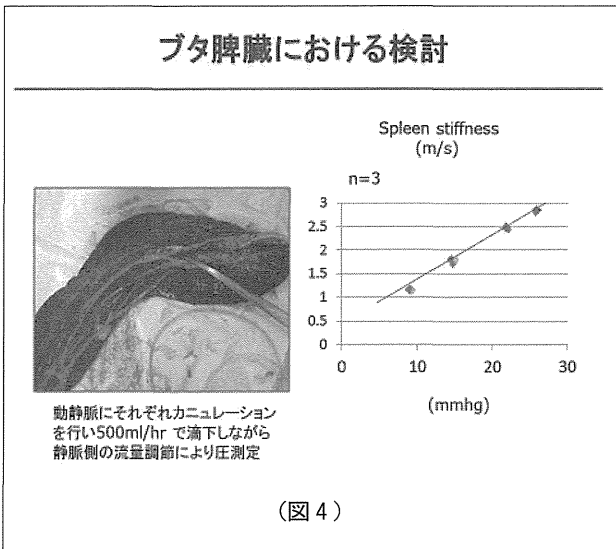 ブタ脾臓における検討
Spleen stiffness
(m/s)
n=3
3
2.5
2
1.5
1
0.5
0
0
10
20
30
(mmhg)
動静脈にそれぞれカニュレーション
を行い500ml/hr で滴下しながら
静脈側の流量調節により圧測定
(図4)